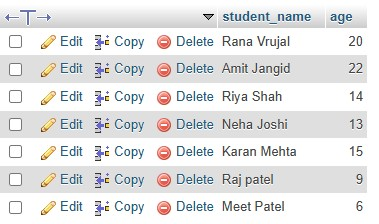 student_name age
Edit Copy Delete Rana Vrujal 20
Edit Copy Delete Amit Jangid 22
Edit Copy Delete Riya Shah 14
Edit Copy Delete Neha Joshi 13
Edit Copy Delete Karan Mehta 15
Edit Copy Delete Raj patel 9
Edit Copy Delete Meet Patel 6